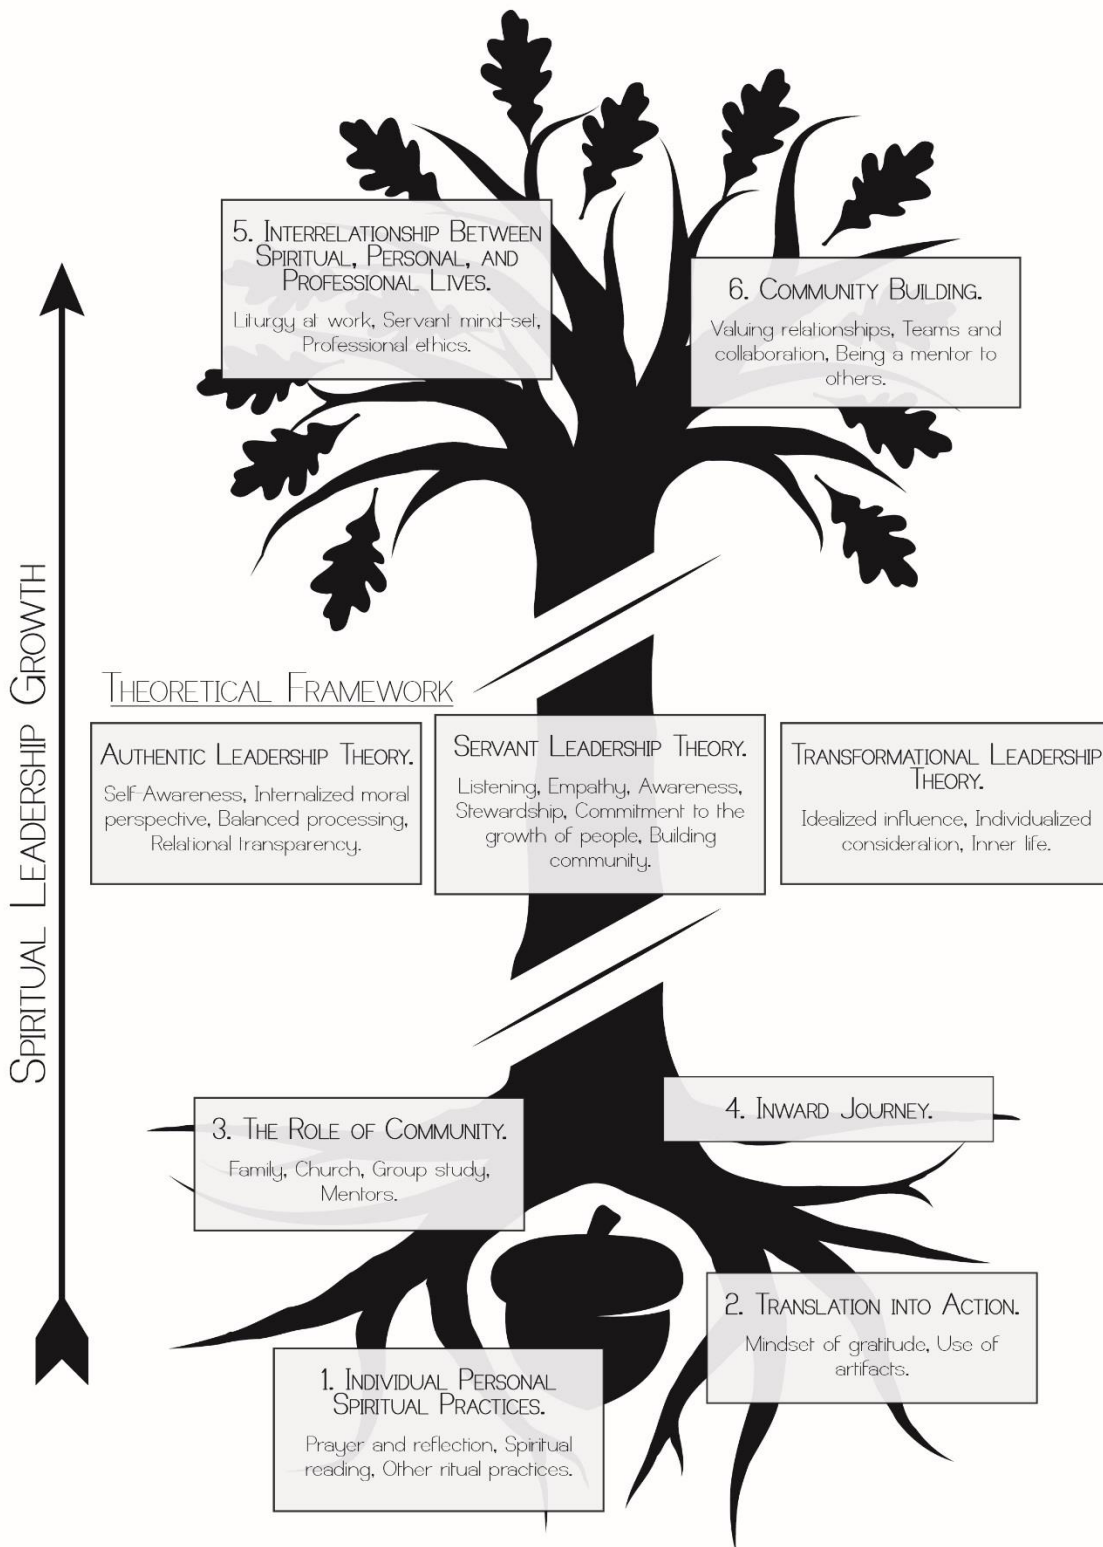 5. INTERRELATIONSHIP BETWEEN
SPIRITUAL, PERSONAL, AND
PROFESSIONAL LIVES.
Liturgy at work, Servant mind-set,
Professional ethics.
6. COMMUNITY BUILDING.
Valuing relationships, Teams and
collaboration, Being a mentor to
others.
SPIRITUAL LEADERSHIP GROWTH
THEORETICAL FRAMEWORK
AUTHENTIC LEADERSHIP THEORY.
Self-Awareness, Internalized moral
perspective, Balanced processing,
Relational transparency.
SERVANT LEADERSHIP THEORY.
Listening, Empathy, Awareness,
Stewardship, Commitment to the
growth of people, Building
community.
TRANSFORMATIONAL LEADERSHIP
THEORY.
Idealized influence, Individualized
consideration, Inner life.
3. THE ROLE OF COMMUNITY.
Family, Church, Group study,
Mentors.
4. INWARD JOURNEY.
2. TRANSLATION INTO ACTION.
Mindset of gratitude, Use of
artifacts.
1. INDIVIDUAL PERSONAL
SPIRITUAL PRACTICES.
Prayer and reflection, Spiritual
reading, Other ritual practices.